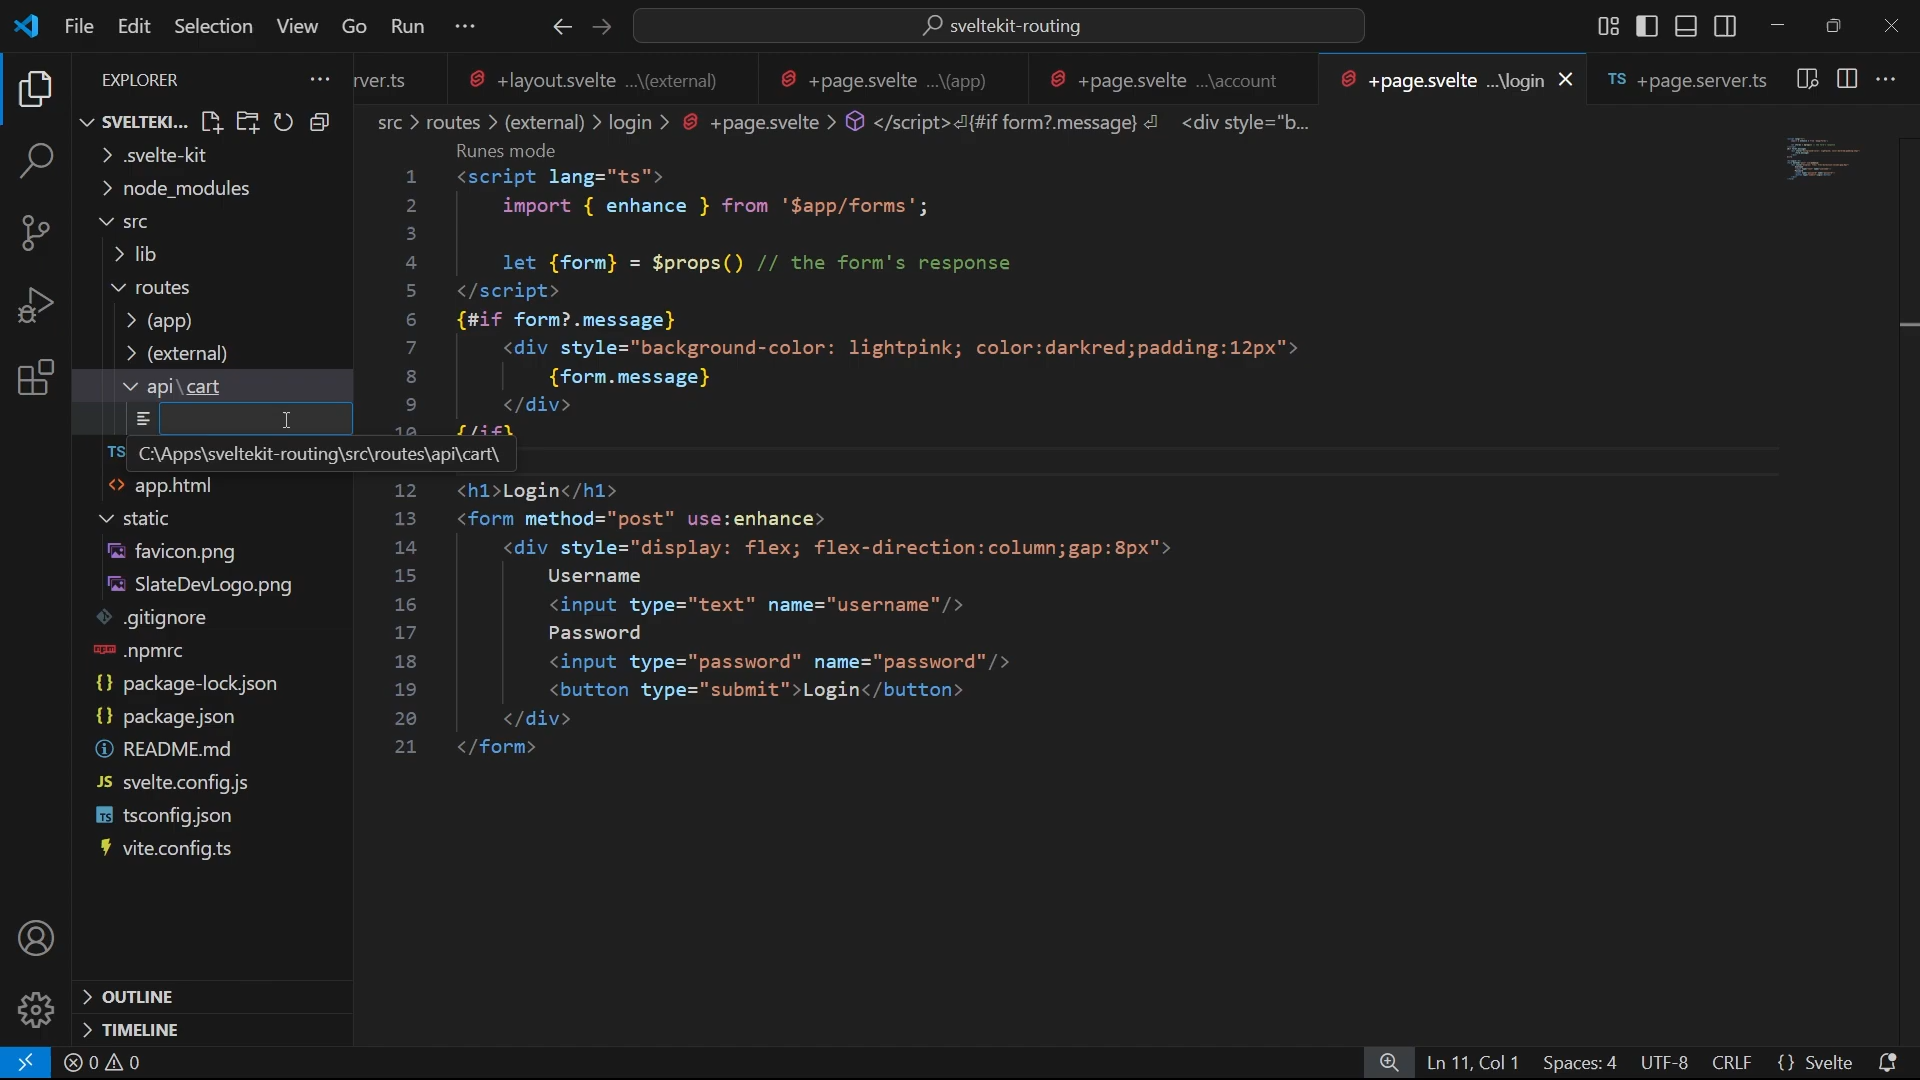 File Edit Selection View Go Run ···
sveltekit-routing
EXPLORER ···
rver.ts +layout.svelte ...\(external) +page.svelte ...\(app) +page.svelte ...\account +page.svelte ...\login TS +page.server.ts ···
SVELTEKI...
src > routes > (external) > login > +page.svelte > </script>⏎{#if form?.message} ⏎ <div style="b...
.svelte-kit
node_modules
src
lib
routes
(app)
(external)
api\cart
C:\Apps\sveltekit-routing\src\routes\api\cart\
TS
<> app.html
static
favicon.png
SlateDevLogo.png
.gitignore
npm .npmrc
{} package-lock.json
{} package.json
README.md
JS svelte.config.js
TS tsconfig.json
vite.config.ts
OUTLINE
TIMELINE
Runes mode
1 <script lang="ts">
2 import { enhance } from '$app/forms';
3
4 let {form} = $props() // the form's response
5 </script>
6 {#if form?.message}
7 <div style="background-color: lightpink; color:darkred;padding:12px">
8 {form.message}
9 </div>
10 {/if}
12 <h1>Login</h1>
13 <form method="post" use:enhance>
14 <div style="display: flex; flex-direction:column;gap:8px">
15 Username
16 <input type="text" name="username"/>
17 Password
18 <input type="password" name="password"/>
19 <button type="submit">Login</button>
20 </div>
21 </form>
0 0
Ln 11, Col 1 Spaces: 4 UTF-8 CRLF {} Svelte